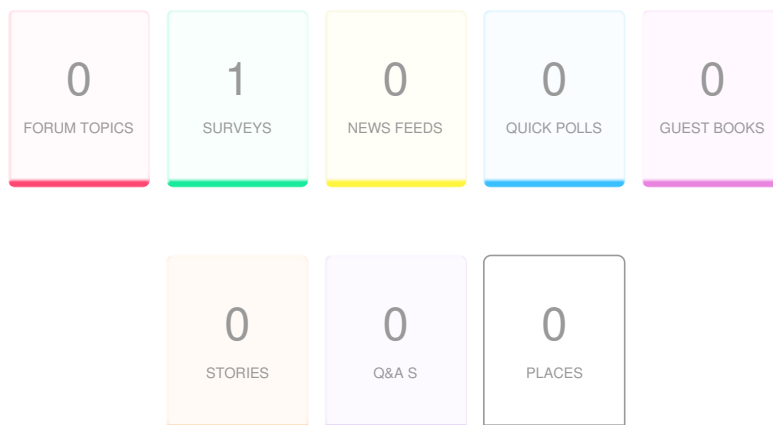 0 1 0 0 0
FORUM TOPICS SURVEYS NEWS FEEDS QUICK POLLS GUEST BOOKS
0 0 0
STORIES Q&A S PLACES